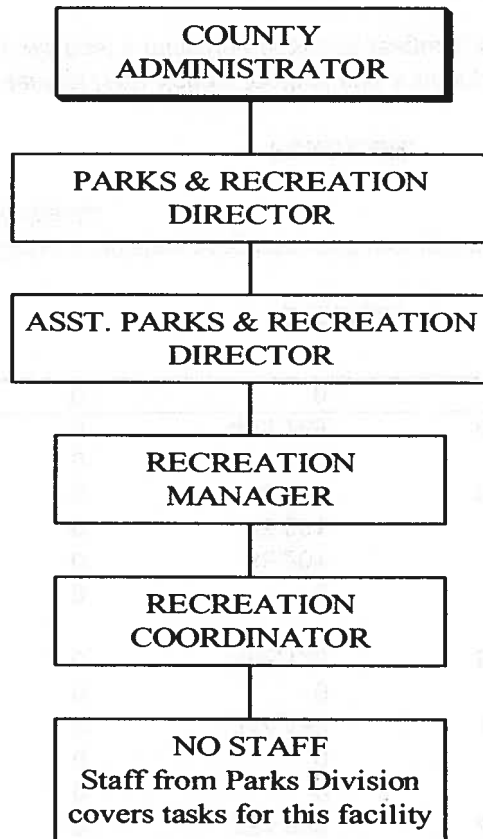 COUNTY
ADMINISTRATOR
PARKS & RECREATION
DIRECTOR
ASST. PARKS & RECREATION
DIRECTOR
RECREATION
MANAGER
RECREATION
COORDINATOR
NO STAFF
Staff from Parks Division
covers tasks for this facility